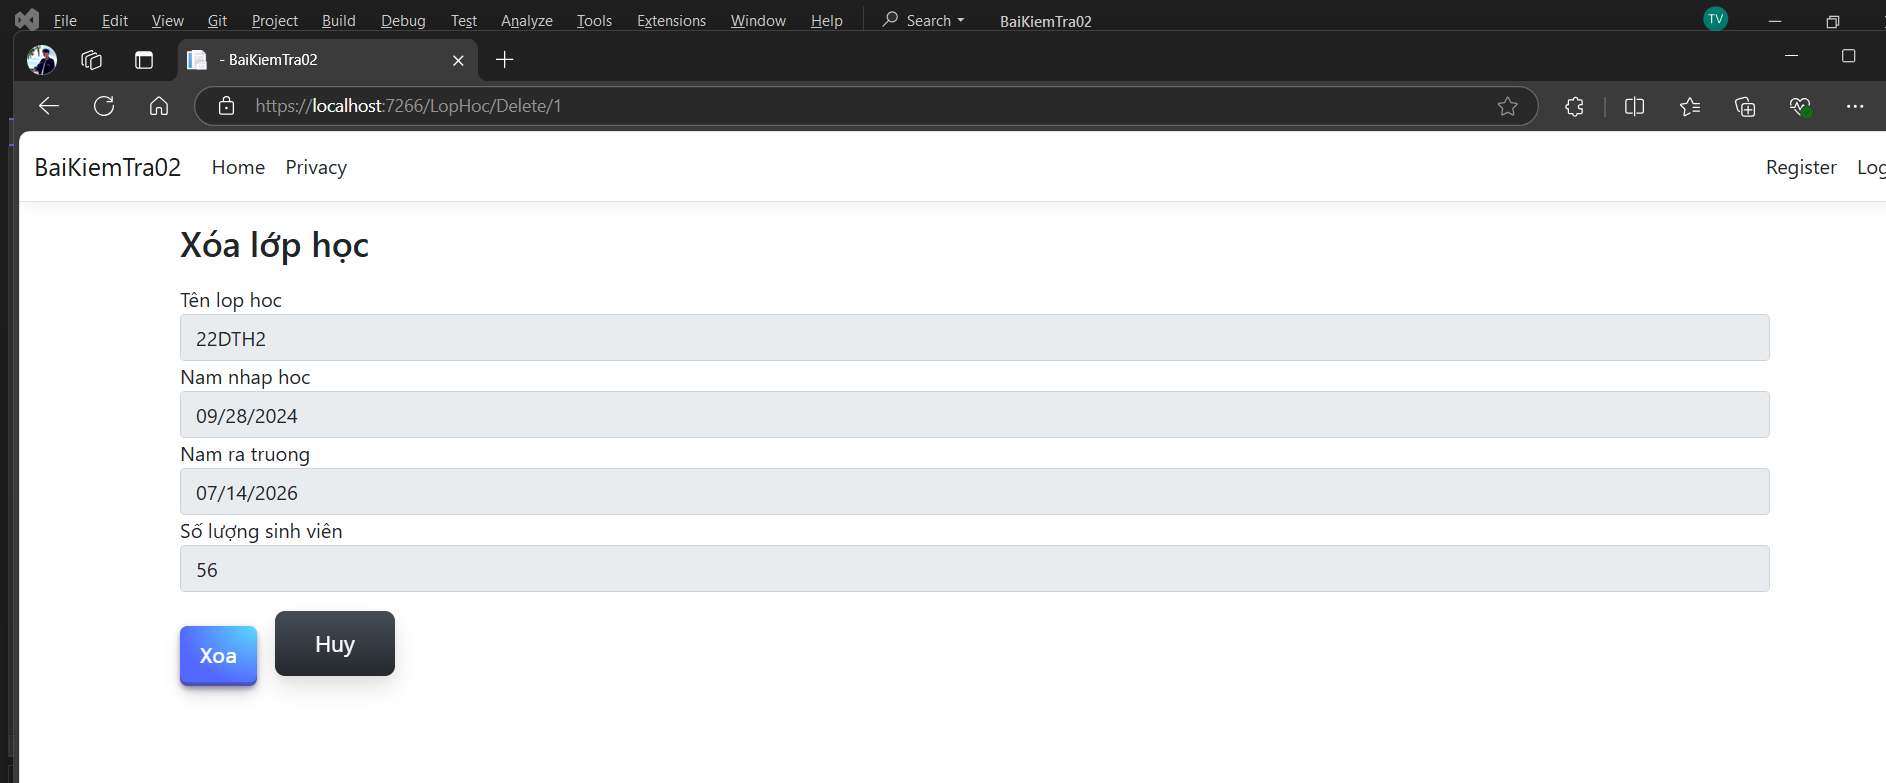 File Edit View Git Project Build Debug Test Analyze Tools Extensions Window Help Search BaiKiemTra02 TV
- BaiKiemTra02
https://localhost:7266/LopHoc/Delete/1
BaiKiemTra02 Home Privacy Register Log
Xóa lớp học
Tên lop hoc
22DTH2
Nam nhap hoc
09/28/2024
Nam ra truong
07/14/2026
Số lượng sinh viên
56
Xoa Huy